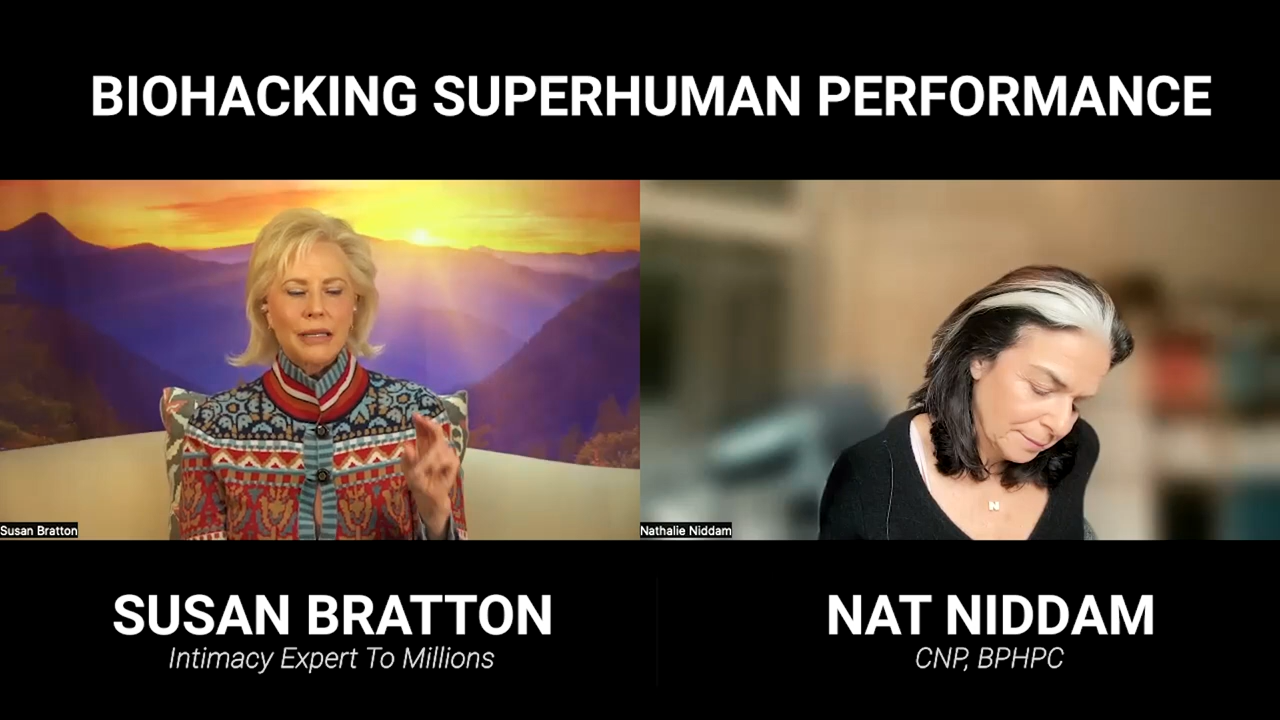 BIOHACKING SUPERHUMAN PERFORMANCE
Susan Bratton
Nathalie Niddam
N
SUSAN BRATTON
Intimacy Expert To Millions
NAT NIDDAM
CNP, BPHPC